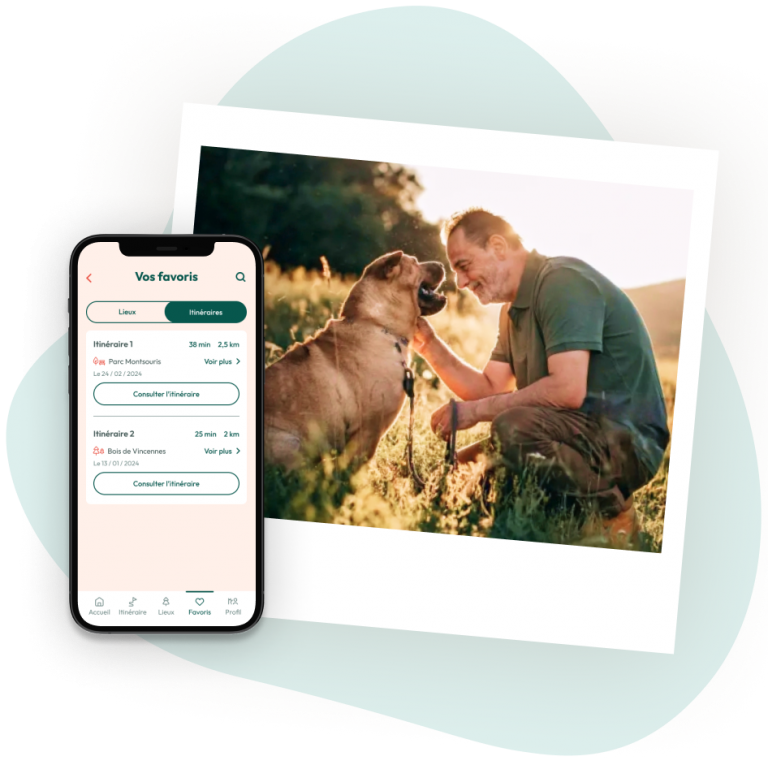 Vos favoris
Lieux Itinéraires
Itinéraire 1 38 min 2,5 km
Parc Montsouris Voir plus
Le 24 / 02 / 2024
Consulter l'itinéraire
Itinéraire 2 25 min 2 km
Bois de Vincennes Voir plus
Le 13 / 01 / 2024
Consulter l'itinéraire
Accueil Itinéraire Lieux Favoris Profil